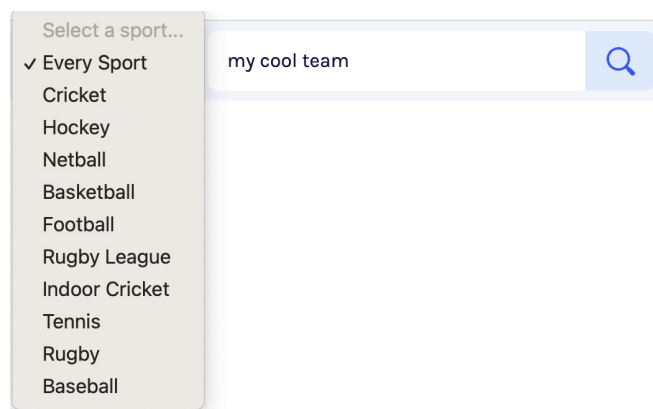 Select a sport...
✓ Every Sport
my cool team
Cricket
Hockey
Netball
Basketball
Football
Rugby League
Indoor Cricket
Tennis
Rugby
Baseball